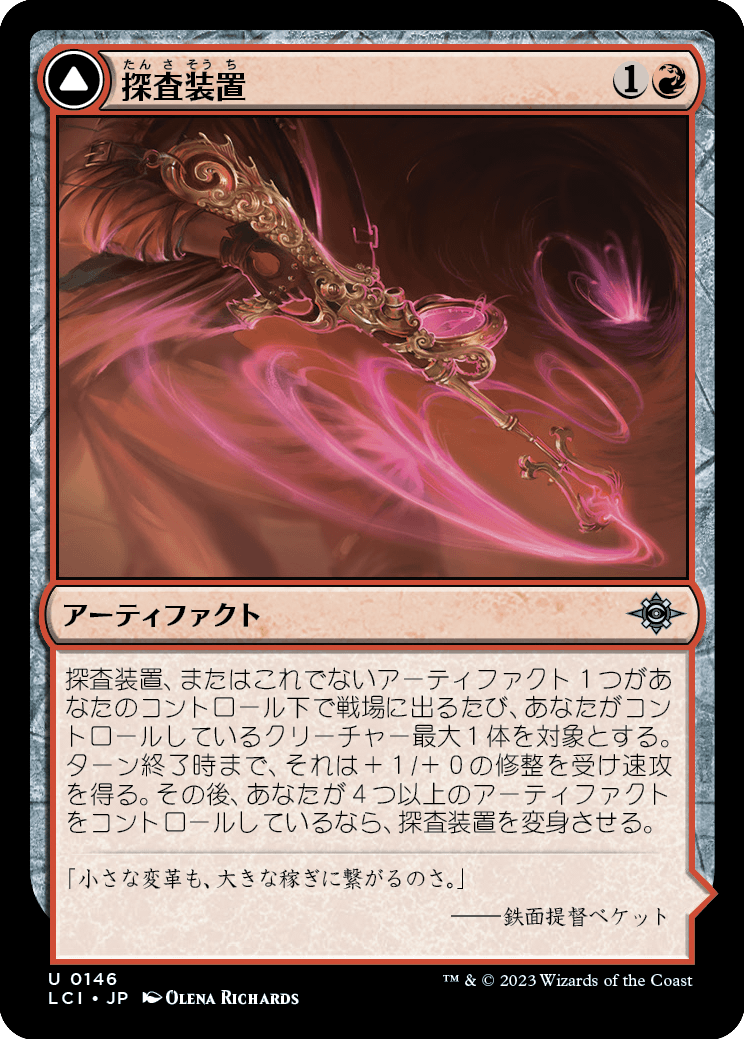 たんさそうち
探査装置 1
アーティファクト
探査装置、またはこれでないアーティファクト１つがあ
なたのコントロール下で戦場に出るたび、あなたがコン
トロールしているクリーチャー最大１体を対象とする。
ターン終了時まで、それは＋１/＋０の修整を受け速攻
を得る。その後、あなたが４つ以上のアーティファクト
をコントロールしているなら、探査装置を変身させる。
「小さな変革も、大きな稼ぎに繋がるのさ。」
――鉄面提督ベケット
U 0146
LCI • JP Olena Richards
™ & © 2023 Wizards of the Coast